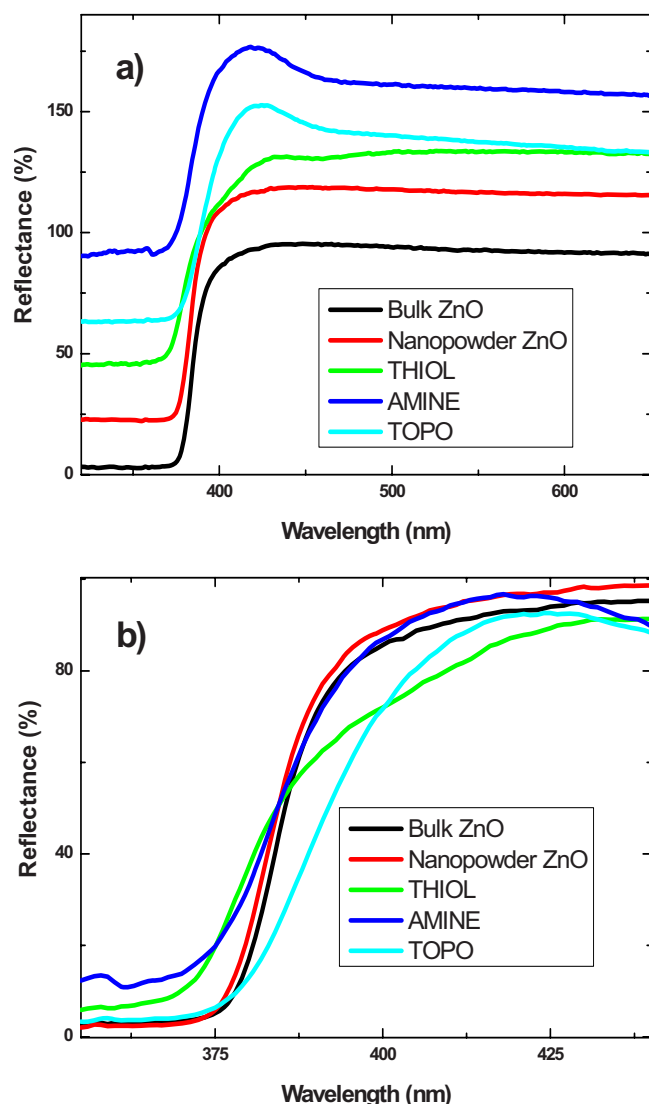 a)
Reflectance (%)
150
100
50
0
Bulk ZnO
Nanopowder ZnO
THIOL
AMINE
TOPO
400
500
600
Wavelength (nm)
b)
Reflectance (%)
80
40
0
Bulk ZnO
Nanopowder ZnO
THIOL
AMINE
TOPO
375
400
425
Wavelength (nm)